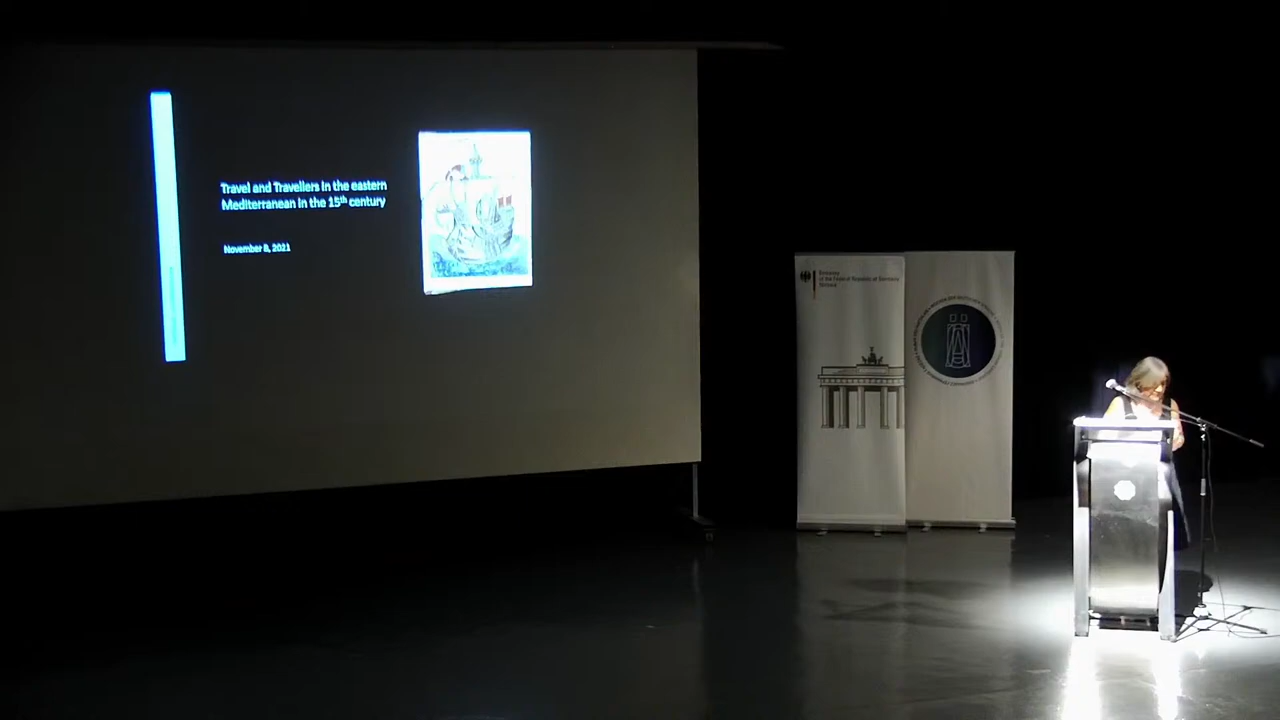 Travel and Travellers in the eastern
Mediterranean in the 15th century
November 8, 2021
Embassy
of the Federal Republic of Germany
Nicosia